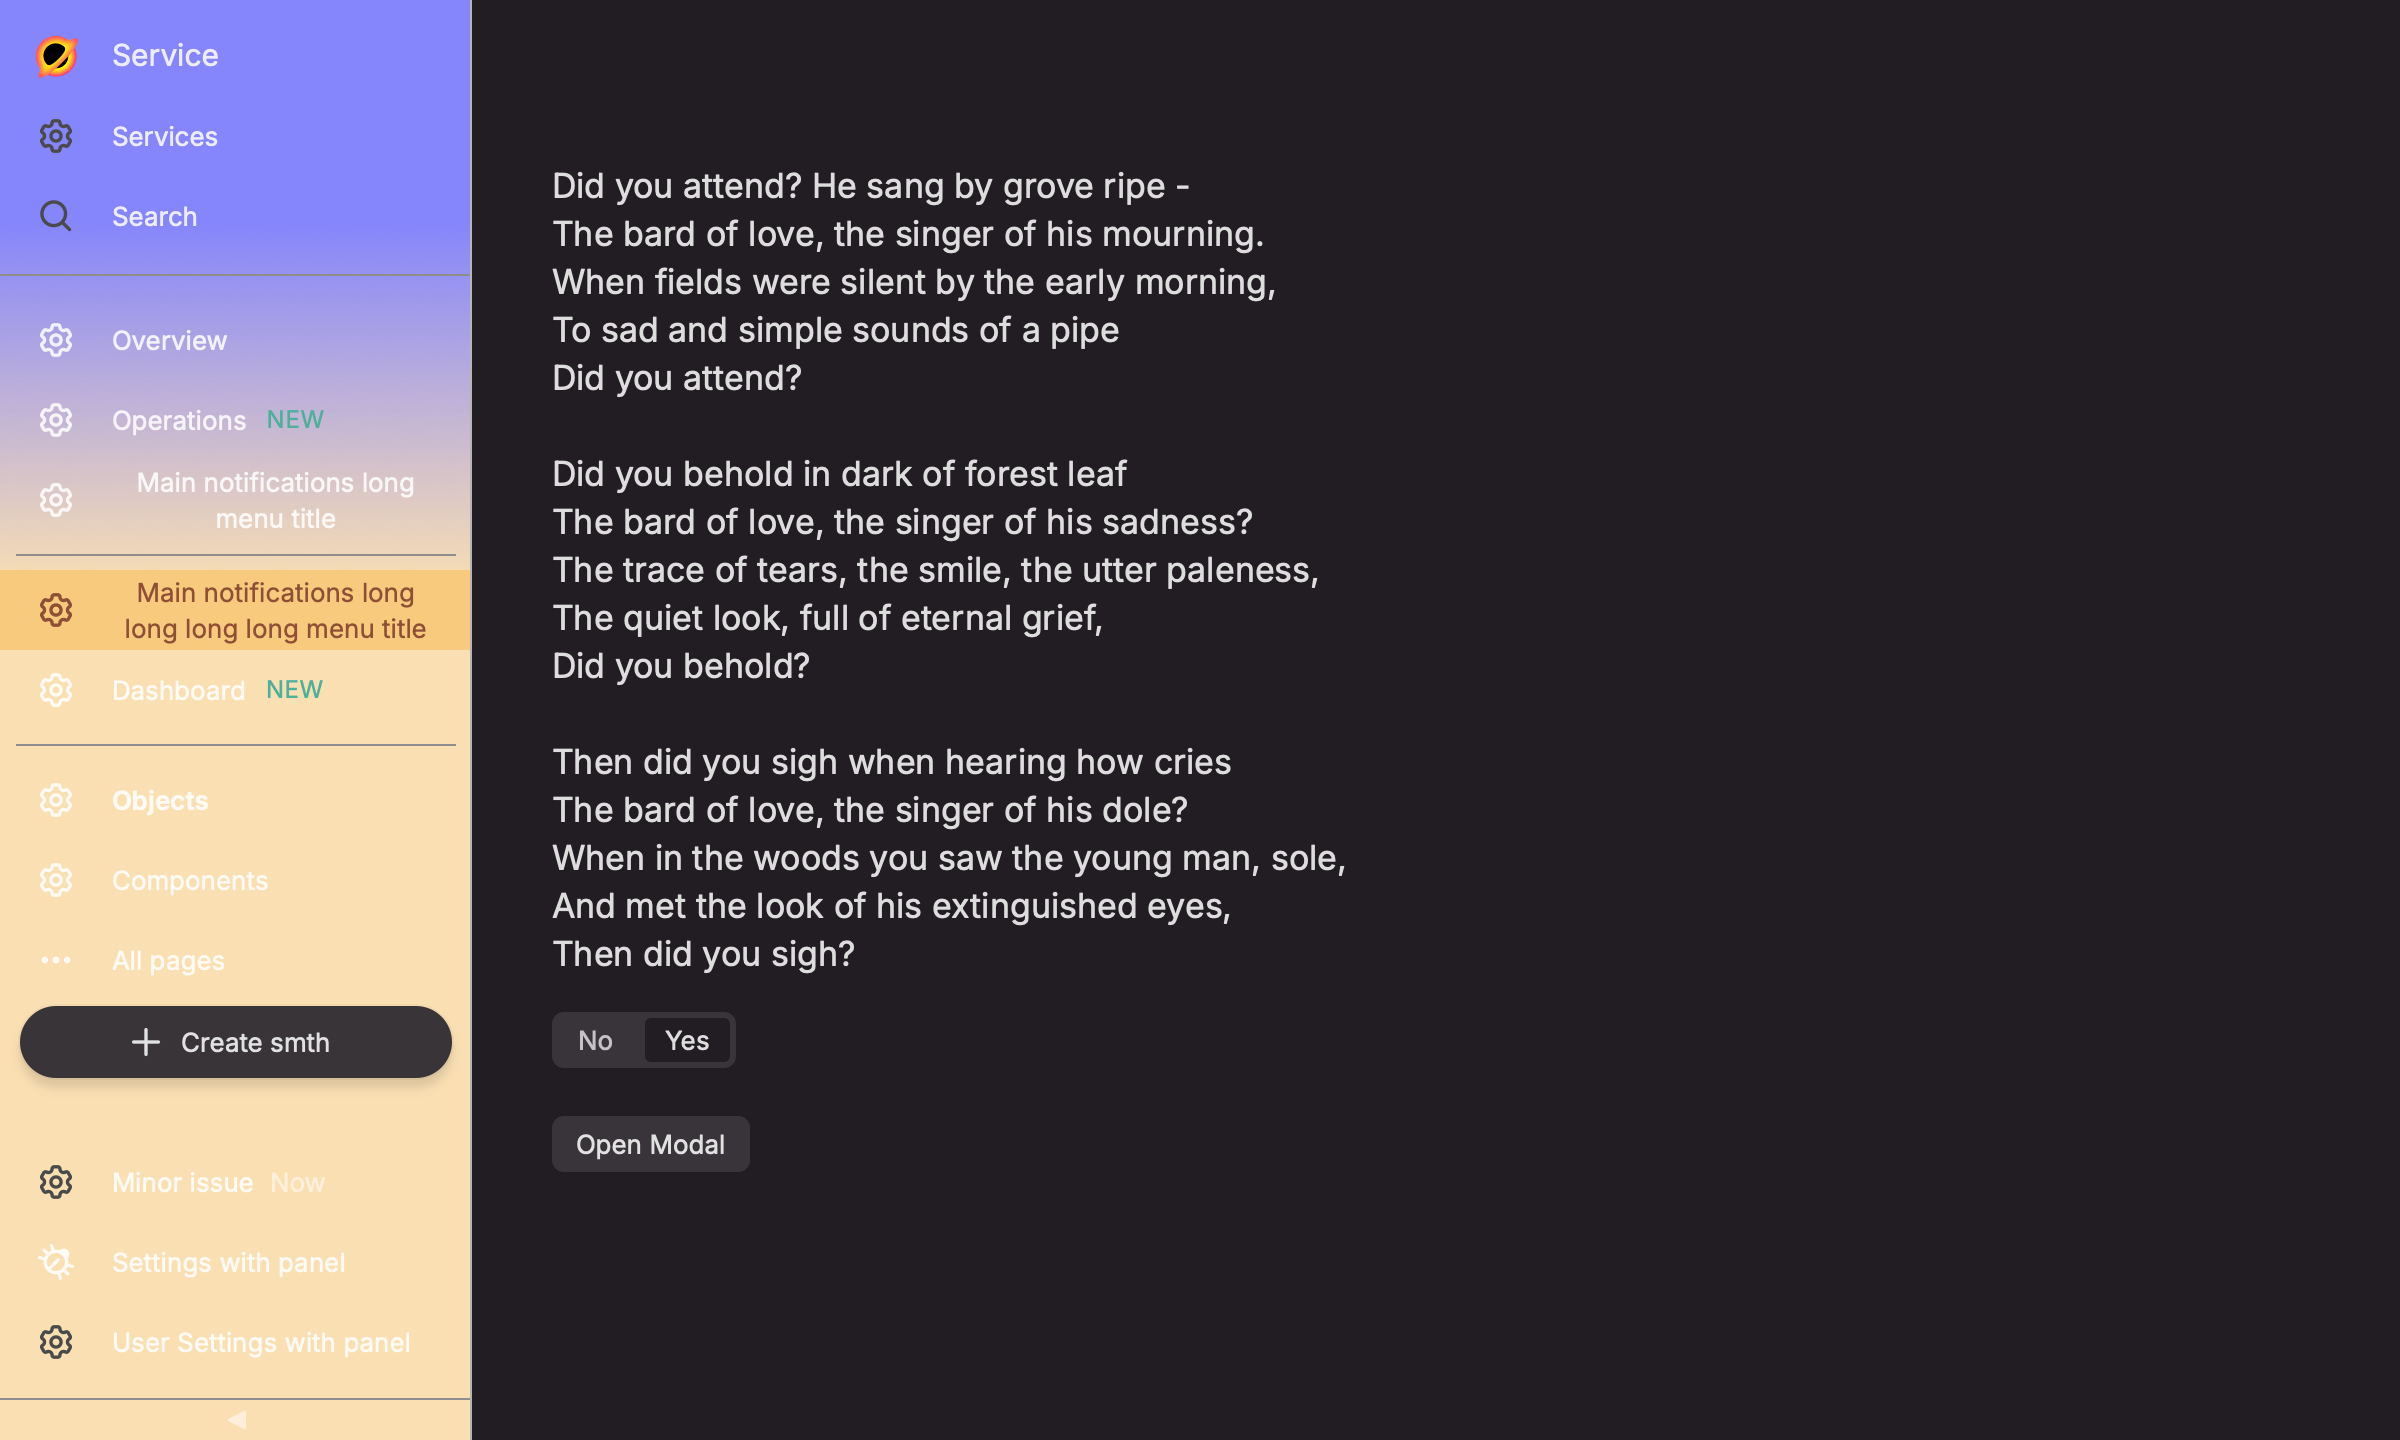 Service
Services
Search
Overview
Operations NEW
Main notifications long
menu title
Main notifications long
long long long menu title
Dashboard NEW
Objects
Components
All pages
Create smth
Minor issue Now
Settings with panel
User Settings with panel
Did you attend? He sang by grove ripe -
The bard of love, the singer of his mourning.
When fields were silent by the early morning,
To sad and simple sounds of a pipe
Did you attend?
Did you behold in dark of forest leaf
The bard of love, the singer of his sadness?
The trace of tears, the smile, the utter paleness,
The quiet look, full of eternal grief,
Did you behold?
Then did you sigh when hearing how cries
The bard of love, the singer of his dole?
When in the woods you saw the young man, sole,
And met the look of his extinguished eyes,
Then did you sigh?
No Yes
Open Modal